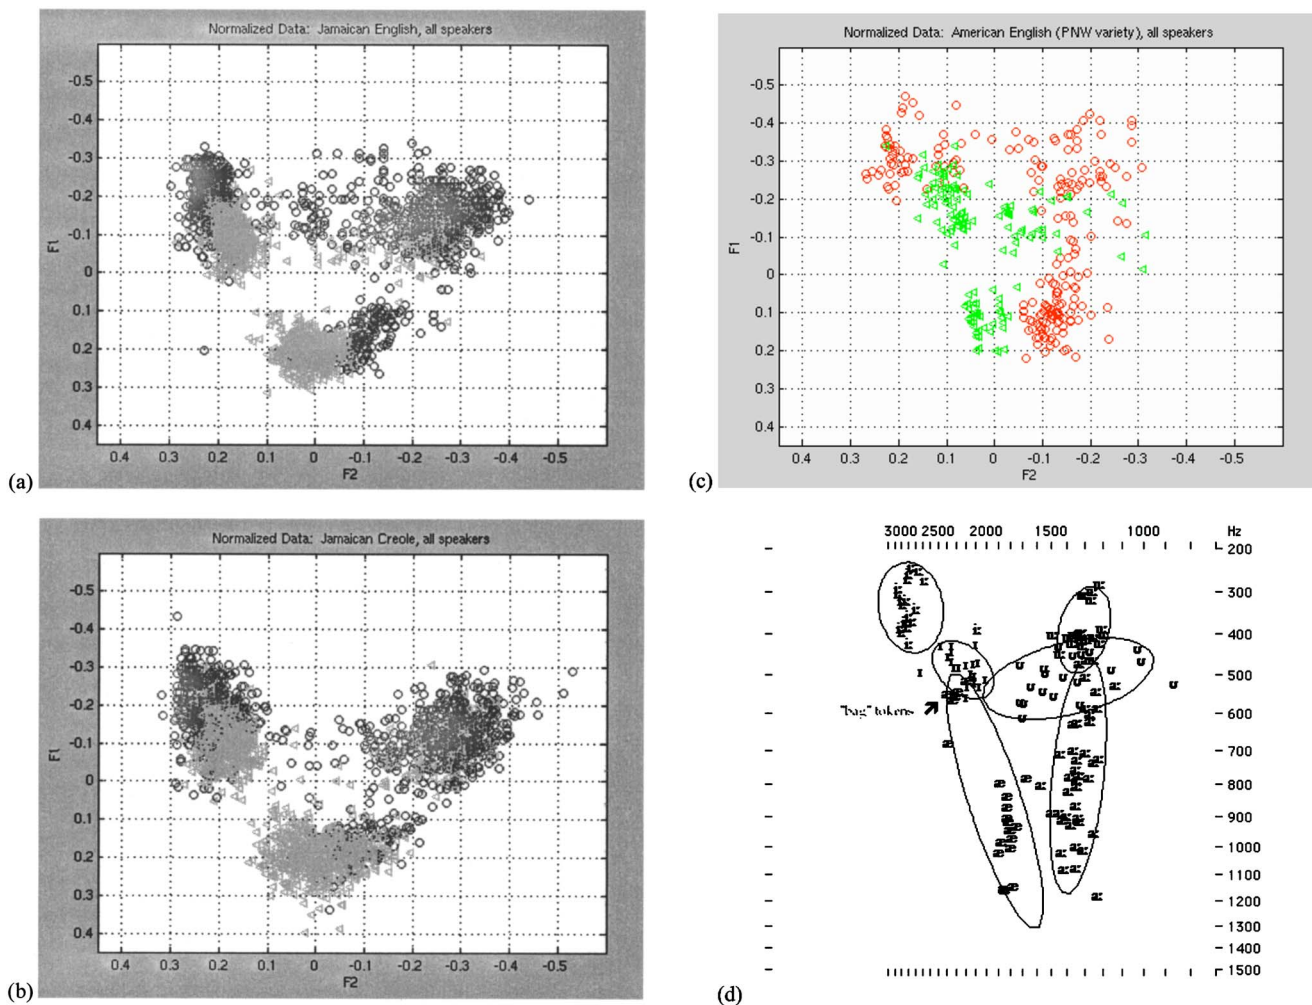 Normalized Data: Jamaican English, all speakers
-0.5
-0.4
-0.3
-0.2
-0.1
0
0.1
0.2
0.3
0.4
F1
0.4 0.3 0.2 0.1 0 -0.1 -0.2 -0.3 -0.4 -0.5
F2
(a)
Normalized Data: American English (PNW variety), all speakers
-0.5
-0.4
-0.3
-0.2
-0.1
0
0.1
0.2
0.3
0.4
F1
0.4 0.3 0.2 0.1 0 -0.1 -0.2 -0.3 -0.4 -0.5
F2
(c)
Normalized Data: Jamaican Creole, all speakers
-0.5
-0.4
-0.3
-0.2
-0.1
0
0.1
0.2
0.3
0.4
F1
0.4 0.3 0.2 0.1 0 -0.1 -0.2 -0.3 -0.4 -0.5
F2
(b)
3000 2500 2000 1500 1000 Hz
200
300
400
500
600
700
800
900
1000
1100
1200
1300
1400
1500
"bag" tokens
(d)